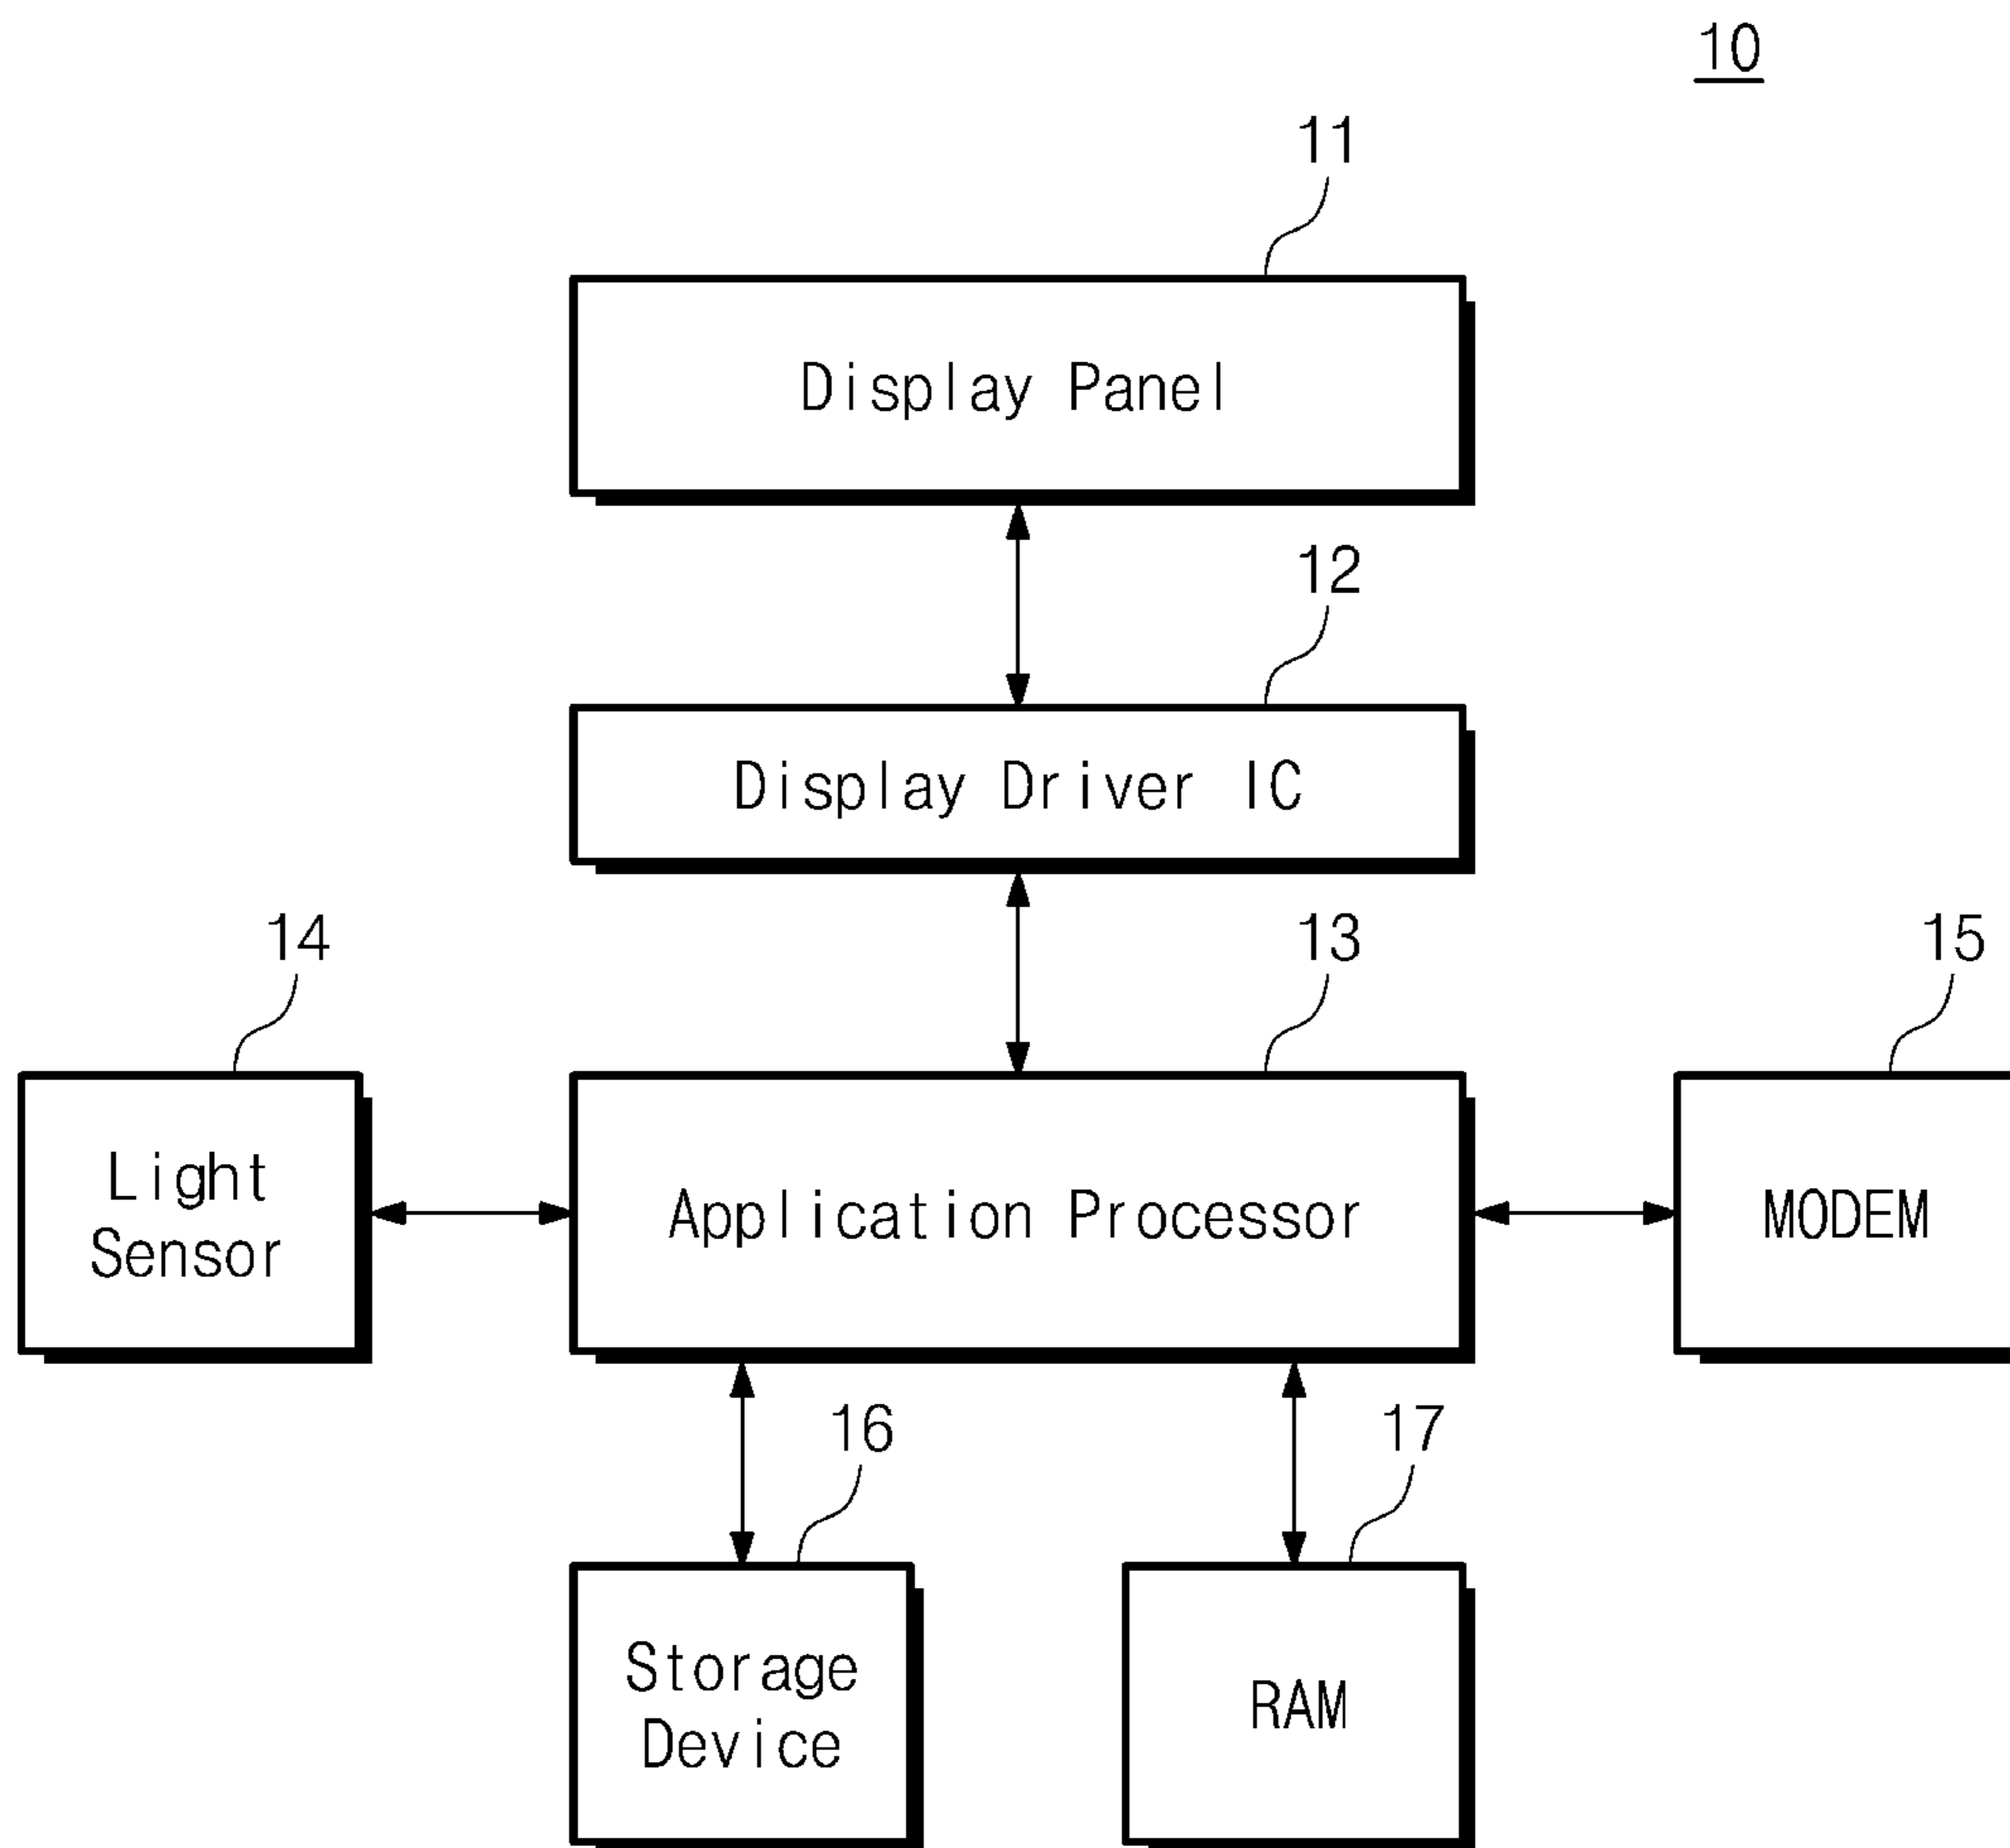 10
11
Display Panel
12
Display Driver IC
14
13
15
Light
Sensor
Application Processor
MODEM
16
17
Storage
Device
RAM